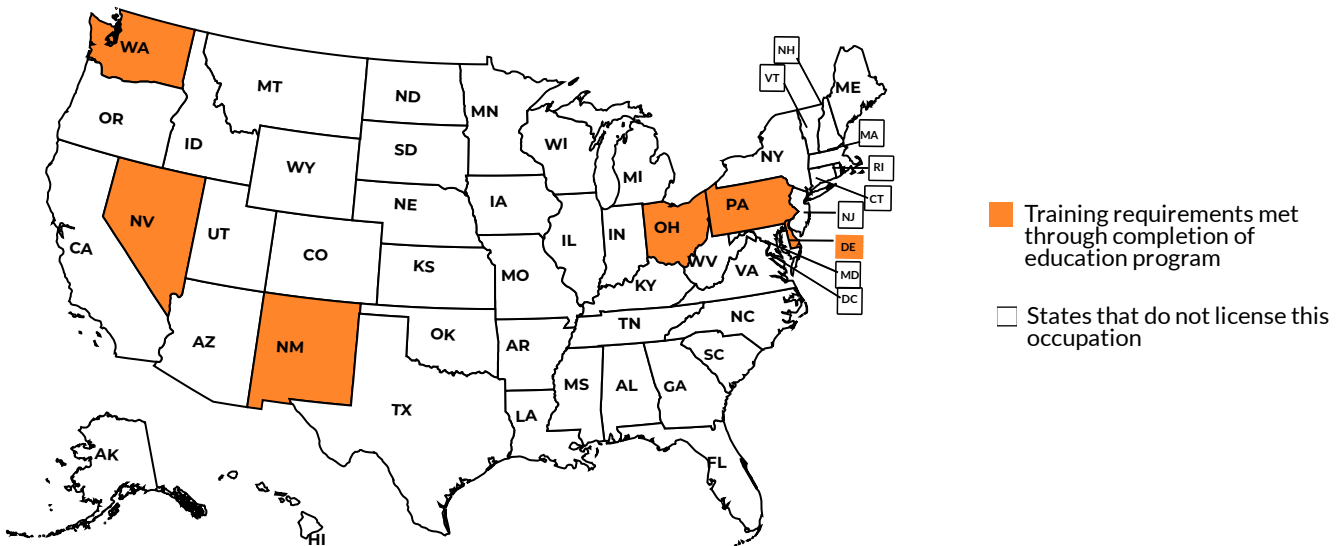 WA
MT
ND
MN
OR
ID
WY
SD
WI
MI
NH
VT
ME
MA
NY
RI
CT
NJ
DE
MD
DC
NV
UT
CA
CO
NE
IA
KS
MO
IL
IN
OH
PA
WV
VA
KY
AZ
NM
OK
AR
TN
NC
SC
TX
LA
MS
AL
GA
FL
AK
HI
Training requirements met
through completion of
education program
States that do not license this
occupation